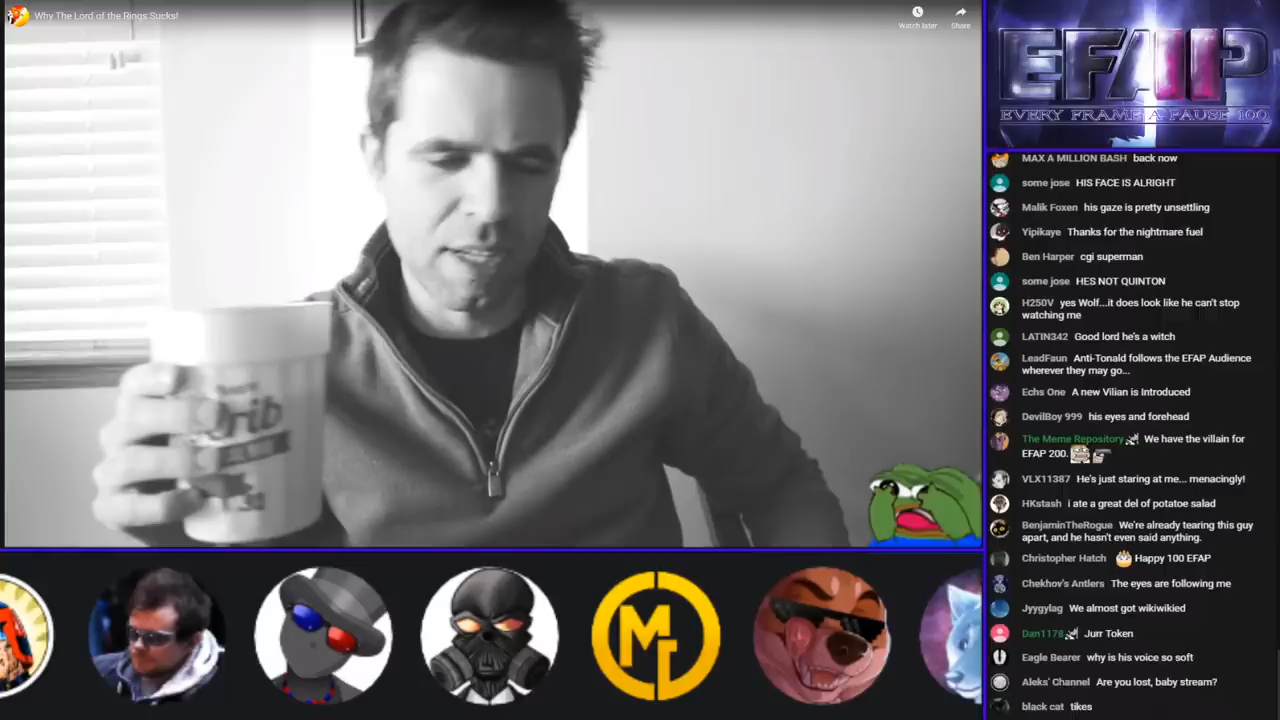 Why The Lord of the Rings Sucks!
Watch later
Share
EFAP
EVERY FRAME A PAUSE 100
MAX A MILLION BASH back now
some jose HIS FACE IS ALRIGHT
Malik Foxen his gaze is pretty unsettling
Yipikaye Thanks for the nightmare fuel
Ben Harper cgi superman
some jose HES NOT QUINTON
H250V yes Wolf...it does look like he can't stop
watching me
LATIN342 Good lord he's a witch
LeadFaun Anti-Tonald follows the EFAP Audience
wherever they may go...
Echs One A new Vilian is Introduced
DevilBoy 999 his eyes and forehead
The Meme Repository We have the villain for
EFAP 200.
VLX11387 He's just staring at me... menacingly!
HKstash i ate a great del of potatoe salad
BenjaminTheRogue We're already tearing this guy
apart, and he hasn't even said anything.
Christopher Hatch Happy 100 EFAP
Chekhov's Antlers The eyes are following me
Jyygylag We almost got wikiwikied
Dan1178 Jurr Token
Eagle Bearer why is his voice so soft
Aleks' Channel Are you lost, baby stream?
black cat tikes